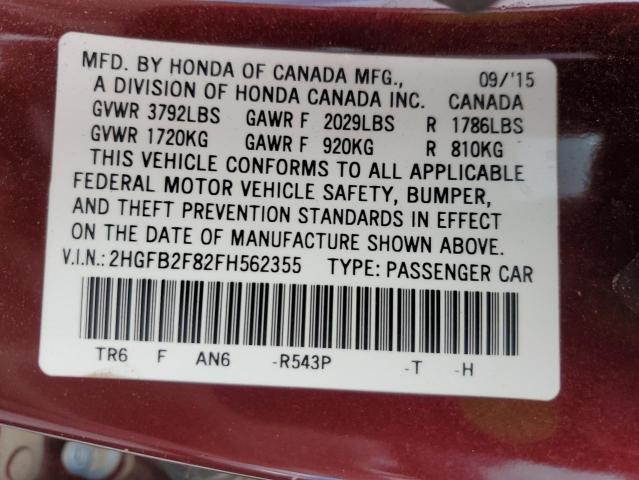 MFD. BY HONDA OF CANADA MFG., 09/'15
A DIVISION OF HONDA CANADA INC. CANADA
GVWR 3792LBS GAWR F 2029LBS R 1786LBS
GVWR 1720KG GAWR F 920KG R 810KG
THIS VEHICLE CONFORMS TO ALL APPLICABLE
FEDERAL MOTOR VEHICLE SAFETY, BUMPER,
AND THEFT PREVENTION STANDARDS IN EFFECT
ON THE DATE OF MANUFACTURE SHOWN ABOVE.
V.I.N.: 2HGFB2F82FH562355 TYPE: PASSENGER CAR
TR6 F AN6 -R543P -T -H